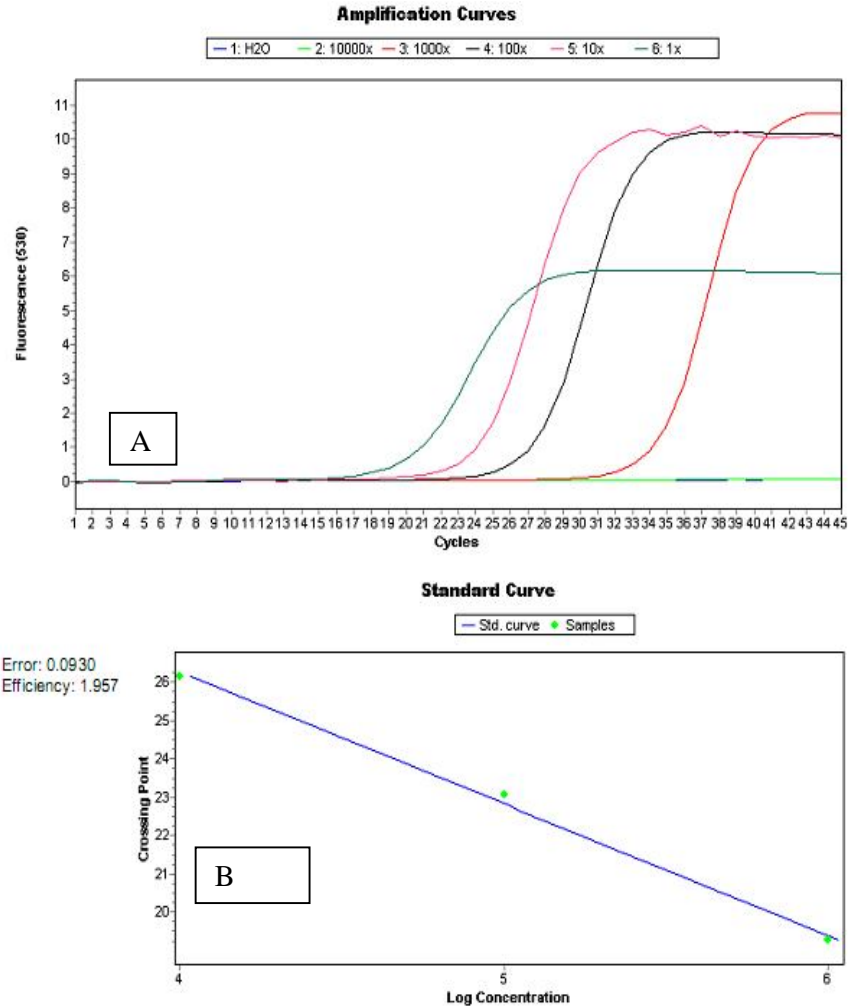 Amplification Curves
1: H2O 2: 10000x 3: 1000x 4: 100x 5: 10x 6: 1x
11
10
9
8
7
6
5
4
3
2
1
0
Fluorescence (530)
A
1 2 3 4 5 6 7 8 9 10 11 12 13 14 15 16 17 18 19 20 21 22 23 24 25 26 27 28 29 30 31 32 33 34 35 36 37 38 39 40 41 42 43 44 45
Cycles
Standard Curve
Std. curve Samples
Error: 0.0930
Efficiency: 1.957
26
25
24
23
22
21
20
Crossing Point
B
4 5 6
Log Concentration